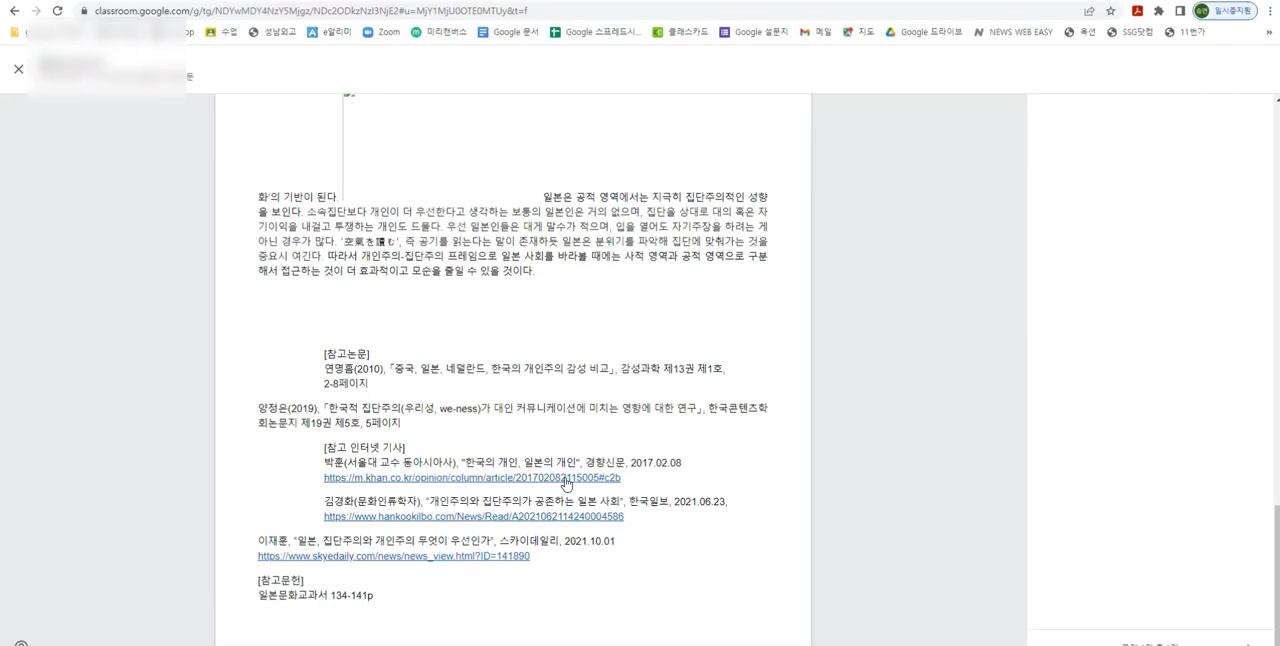 classroom.google.com/g/tg/NDYwMDY4NzY5Mjgz/NDc2ODkzNzI3NjE2#u=MjY1MjU0OTE0MTUy&t=f
일시중지됨
수업 성남외고 e알리미 Zoom 미리캔버스 Google 문서 Google 스프레드시... 클래스카드 Google 설문지 메일 지도 Google 드라이브 NEWS WEB EASY 옥션 SSG닷컴 11번가 »
문
화'의 기반이 된다. 일본은 공적 영역에서는 지극히 집단주의적인 성향
을 보인다. 소속집단보다 개인이 더 우선한다고 생각하는 보통의 일본인은 거의 없으며, 집단을 상대로 대의 혹은 자
기이익을 내걸고 투쟁하는 개인도 드물다. 우선 일본인들은 대게 말수가 적으며, 입을 열어도 자기주장을 하려는 게
아닌 경우가 많다. '空氣を讀む', 즉 공기를 읽는다는 말이 존재하듯 일본은 분위기를 파악해 집단에 맞춰가는 것을
중요시 여긴다. 따라서 개인주의-집단주의 프레임으로 일본 사회를 바라볼 때에는 사적 영역과 공적 영역으로 구분
해서 접근하는 것이 더 효과적이고 모순을 줄일 수 있을 것이다.
[참고논문]
연명흠(2010), 「중국, 일본, 네덜란드, 한국의 개인주의 감성 비교」, 감성과학 제13권 제1호,
2-8페이지
양정은(2019), 「한국적 집단주의(우리성, we-ness)가 대인 커뮤니케이션에 미치는 영향에 대한 연구」, 한국콘텐츠학
회논문지 제19권 제5호, 5페이지
[참고 인터넷 기사]
박훈(서울대 교수 동아시아사), "한국의 개인, 일본의 개인", 경향신문, 2017.02.08
https://m.khan.co.kr/opinion/column/article/201702082115005#c2b
김경화(문화인류학자), "개인주의와 집단주의가 공존하는 일본 사회", 한국일보, 2021.06.23,
https://www.hankookilbo.com/News/Read/A2021062114240004586
이재훈, "일본, 집단주의와 개인주의 무엇이 우선인가", 스카이데일리, 2021.10.01
https://www.skyedaily.com/news/news_view.html?ID=141890
[참고문헌]
일본문화교과서 134-141p